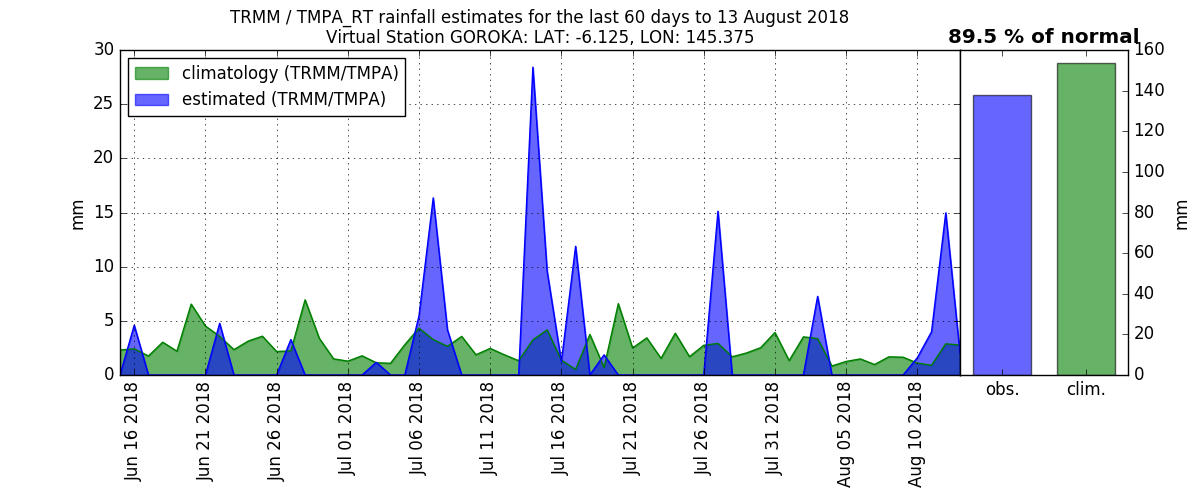 TRMM / TMPA_RT rainfall estimates for the last 60 days to 13 August 2018
Virtual Station GOROKA: LAT: -6.125, LON: 145.375
89.5 % of normal
climatology (TRMM/TMPA)
estimated (TRMM/TMPA)
30
25
20
15
10
5
0
mm
160
140
120
100
80
60
40
20
0
mm
Jun 16 2018
Jun 21 2018
Jun 26 2018
Jul 01 2018
Jul 06 2018
Jul 11 2018
Jul 16 2018
Jul 21 2018
Jul 26 2018
Jul 31 2018
Aug 05 2018
Aug 10 2018
obs.
clim.